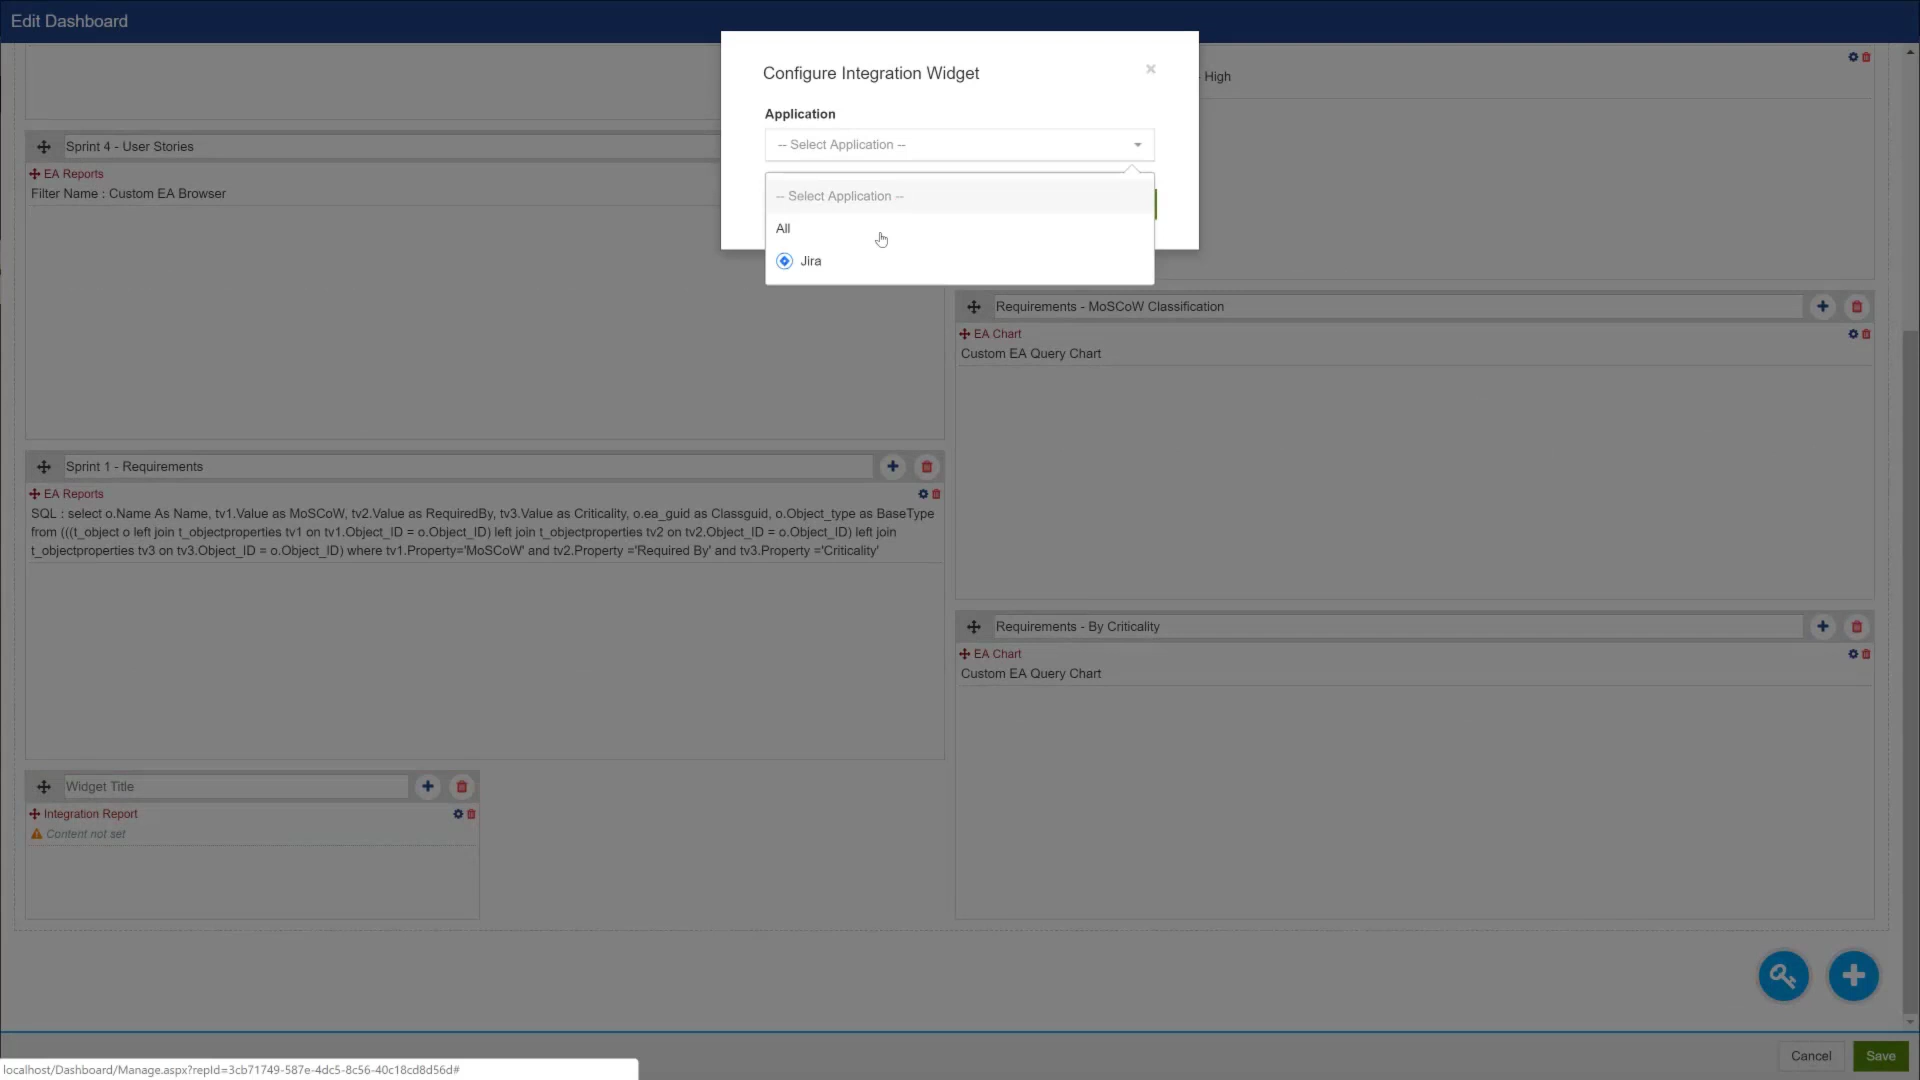 Edit Dashboard
Configure Integration Widget
High
Application
-- Select Application --
-- Select Application --
All
Jira
Sprint 4 - User Stories
EA Reports
Filter Name : Custom EA Browser
Requirements - MoSCoW Classification
EA Chart
Custom EA Query Chart
Sprint 1 - Requirements
EA Reports
SQL : select o.Name As Name, tv1.Value as MoSCoW, tv2.Value as RequiredBy, tv3.Value as Criticality, o.ea_guid as Classguid, o.Object_type as BaseType
from (((t_object o left join t_objectproperties tv1 on tv1.Object_ID = o.Object_ID) left join t_objectproperties tv2 on tv2.Object_ID = o.Object_ID) left join
t_objectproperties tv3 on tv3.Object_ID = o.Object_ID) where tv1.Property='MoSCoW' and tv2.Property ='Required By' and tv3.Property ='Criticality'
Requirements - By Criticality
EA Chart
Custom EA Query Chart
Widget Title
Integration Report
Content not set
Cancel
Save
localhost/Dashboard/Manage.aspx?repId=3cb71749-587e-4dc5-8c56-40c18cd8d56d#